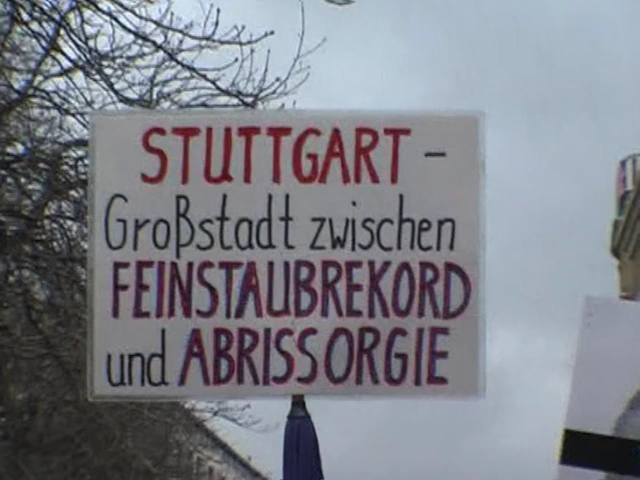 STUTTGART -
Großstadt zwischen
FEINSTAUBREKORD
und ABRISSORGIE